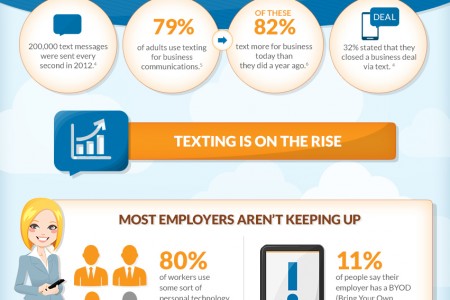 200,000 text messages
were sent every
second in 2012.⁶
79%
of adults use texting
for business
communications.⁵
OF THESE
82%
text more for business
today than
they did a year ago.⁵
DEAL
32% stated that they
closed a business deal
via text.
TEXTING IS ON THE RISE
MOST EMPLOYERS AREN'T KEEPING UP
80%
of workers use
some sort of
personal technology
11%
of people say their
employer has a BYOD
(Bring Your Own